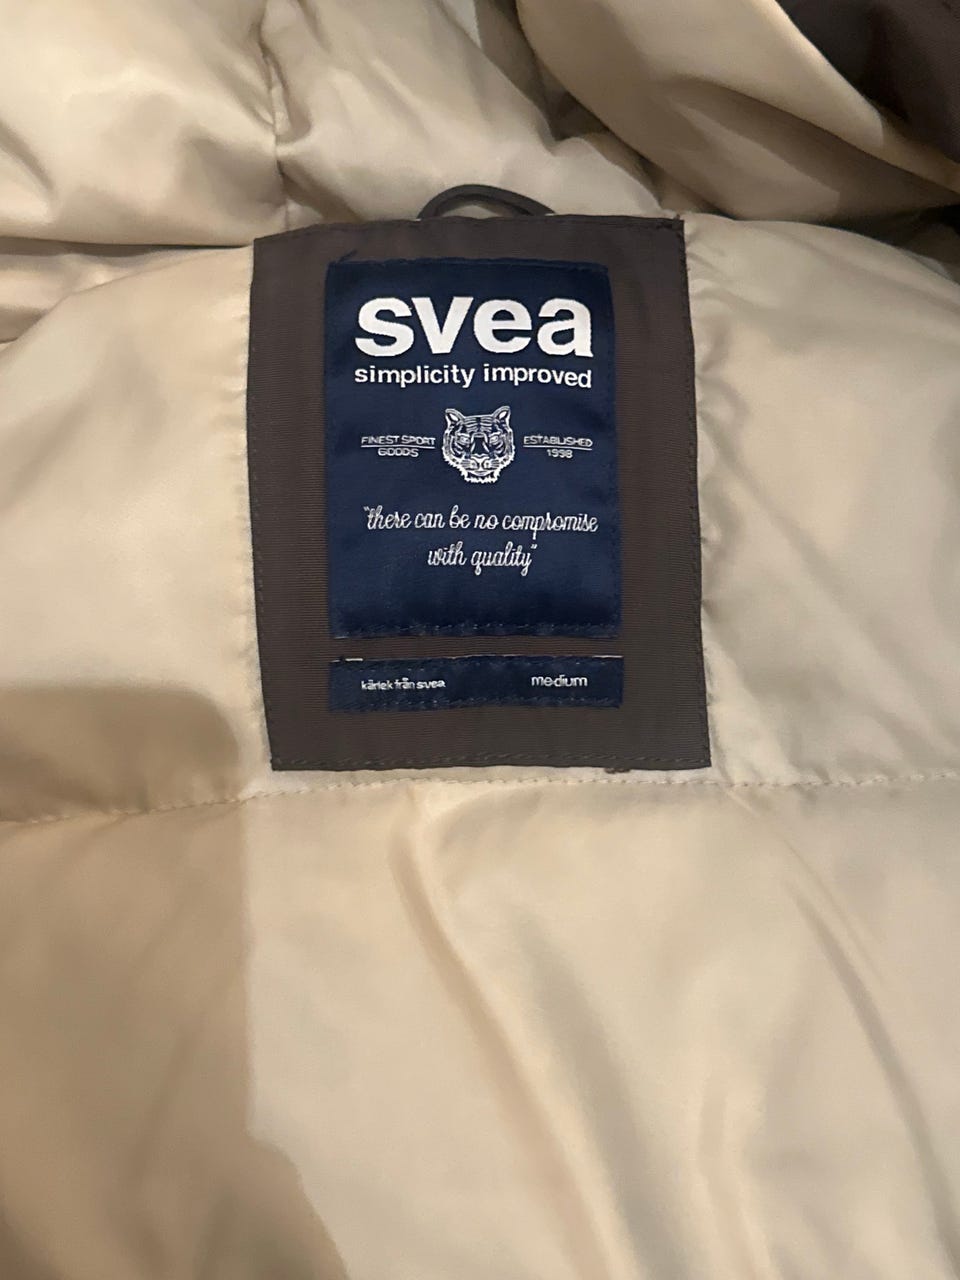 svea
simplicity improved
FINEST SPORT
GOODS
ESTABLISHED
1998
"there can be no compromise
with quality"
kärlek från svea
medium